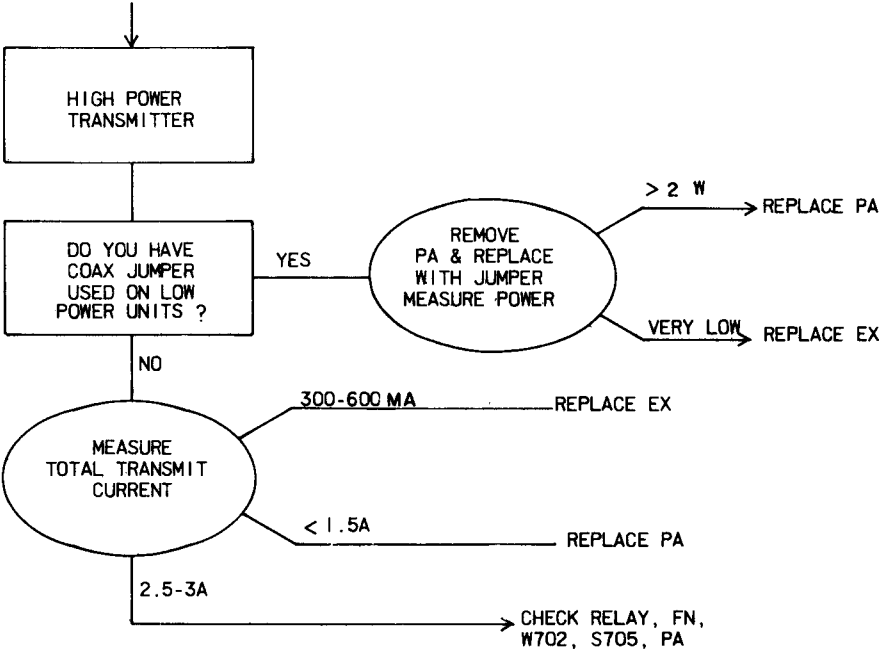 HIGH POWER
TRANSMITTER
DO YOU HAVE
COAX JUMPER
USED ON LOW
POWER UNITS ?
YES
REMOVE
PA & REPLACE
WITH JUMPER
MEASURE POWER
> 2 W
REPLACE PA
VERY LOW
REPLACE EX
NO
MEASURE
TOTAL TRANSMIT
CURRENT
300-600 MA
REPLACE EX
< 1.5A
REPLACE PA
2.5-3A
CHECK RELAY, FN,
W702, S705, PA